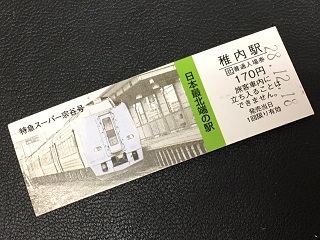 特急スーパー宗谷号
日本最北端の駅
稚内駅
普通入場券
170円
旅客車内に
立ち入ることは
できません。
発売当日
1回限り有効
28.12.18